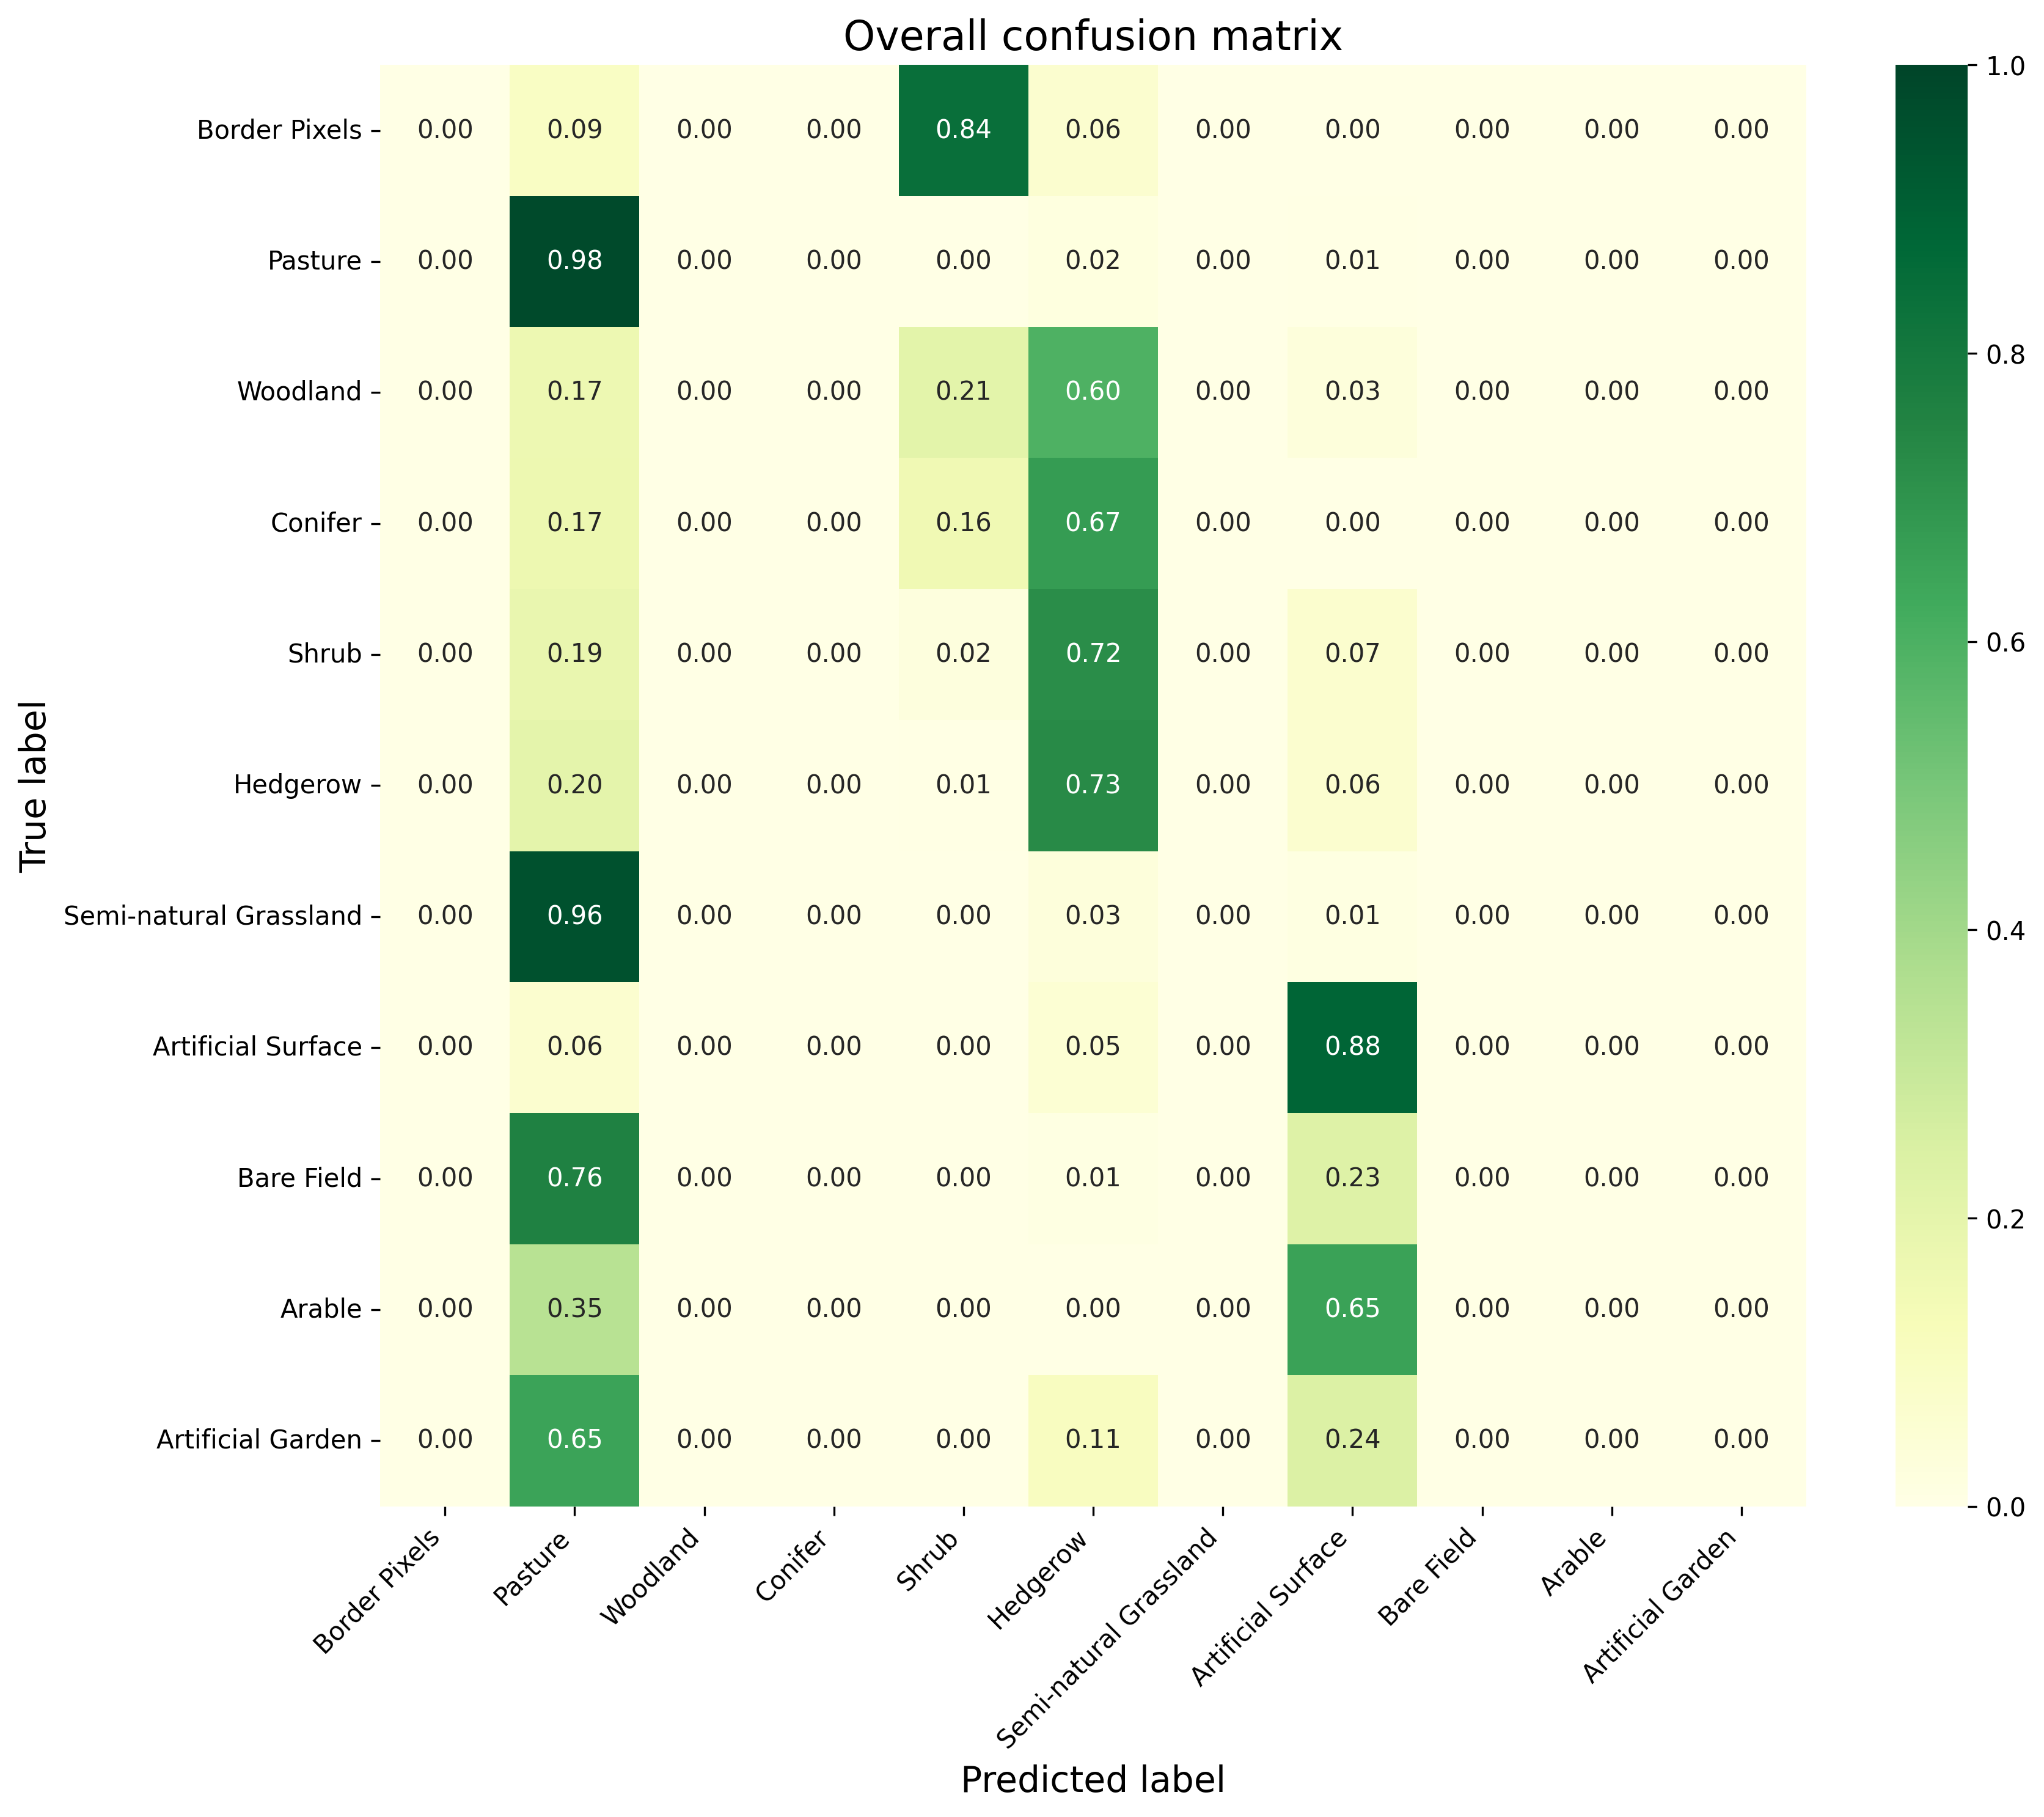 Overall confusion matrix
True label
Border Pixels 0.00 0.09 0.00 0.00 0.84 0.06 0.00 0.00 0.00 0.00 0.00
Pasture 0.00 0.98 0.00 0.00 0.00 0.02 0.00 0.01 0.00 0.00 0.00
Woodland 0.00 0.17 0.00 0.00 0.21 0.60 0.00 0.03 0.00 0.00 0.00
Conifer 0.00 0.17 0.00 0.00 0.16 0.67 0.00 0.00 0.00 0.00 0.00
Shrub 0.00 0.19 0.00 0.00 0.02 0.72 0.00 0.07 0.00 0.00 0.00
Hedgerow 0.00 0.20 0.00 0.00 0.01 0.73 0.00 0.06 0.00 0.00 0.00
Semi-natural Grassland 0.00 0.96 0.00 0.00 0.00 0.03 0.00 0.01 0.00 0.00 0.00
Artificial Surface 0.00 0.06 0.00 0.00 0.00 0.05 0.00 0.88 0.00 0.00 0.00
Bare Field 0.00 0.76 0.00 0.00 0.00 0.01 0.00 0.23 0.00 0.00 0.00
Arable 0.00 0.35 0.00 0.00 0.00 0.00 0.00 0.65 0.00 0.00 0.00
Artificial Garden 0.00 0.65 0.00 0.00 0.00 0.11 0.00 0.24 0.00 0.00 0.00
Border Pixels
Pasture
Woodland
Conifer
Shrub
Hedgerow
Semi-natural Grassland
Artificial Surface
Bare Field
Arable
Artificial Garden
Predicted label
1.0
0.8
0.6
0.4
0.2
0.0